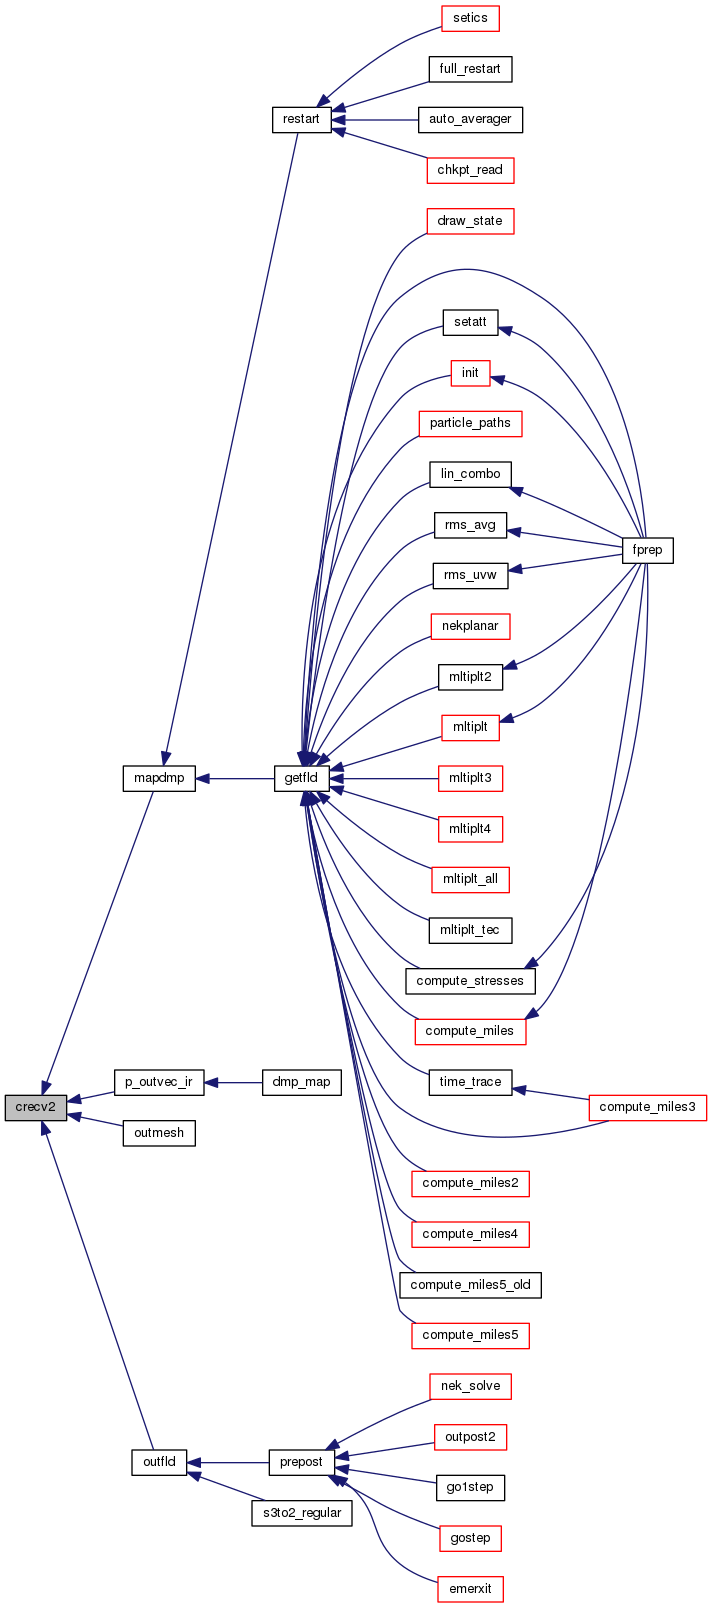 setics
full_restart
restart
auto_averager
chkpt_read
draw_state
setatt
init
particle_paths
lin_combo
rms_avg
fprep
rms_uvw
nekplanar
mltiplt2
mltiplt
mapdmp
getfld
mltiplt3
mltiplt4
mltiplt_all
mltiplt_tec
compute_stresses
compute_miles
p_outvec_ir
dmp_map
time_trace
crecv2
compute_miles3
outmesh
compute_miles2
compute_miles4
compute_miles5_old
compute_miles5
nek_solve
outpost2
outfld
prepost
go1step
s3to2_regular
gostep
emerxit